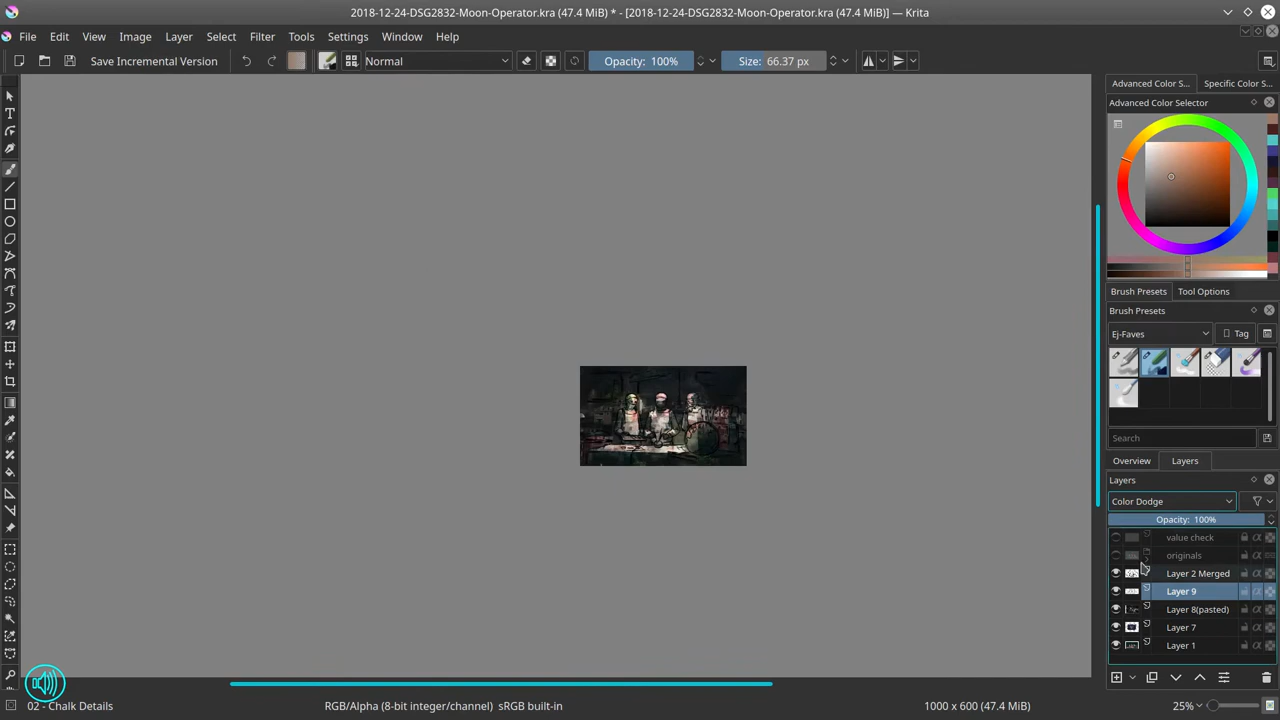 2018-12-24-DSG2832-Moon-Operator.kra (47.4 MiB) * - [2018-12-24-DSG2832-Moon-Operator.kra (47.4 MiB)] — Krita
File Edit View Image Layer Select Filter Tools Settings Window Help
Save Incremental Version Normal Opacity: 100% Size: 66.37 px
Advanced Color S... Specific Color S...
Advanced Color Selector
Brush Presets Tool Options
Brush Presets
Ej-Faves Tag
Search
Overview Layers
Layers
Color Dodge
Opacity: 100%
value check
originals
Layer 2 Merged
Layer 9
Layer 8(pasted)
Layer 7
Layer 1
02 - Chalk Details RGB/Alpha (8-bit integer/channel) sRGB built-in 1000 x 600 (47.4 MiB) 25%